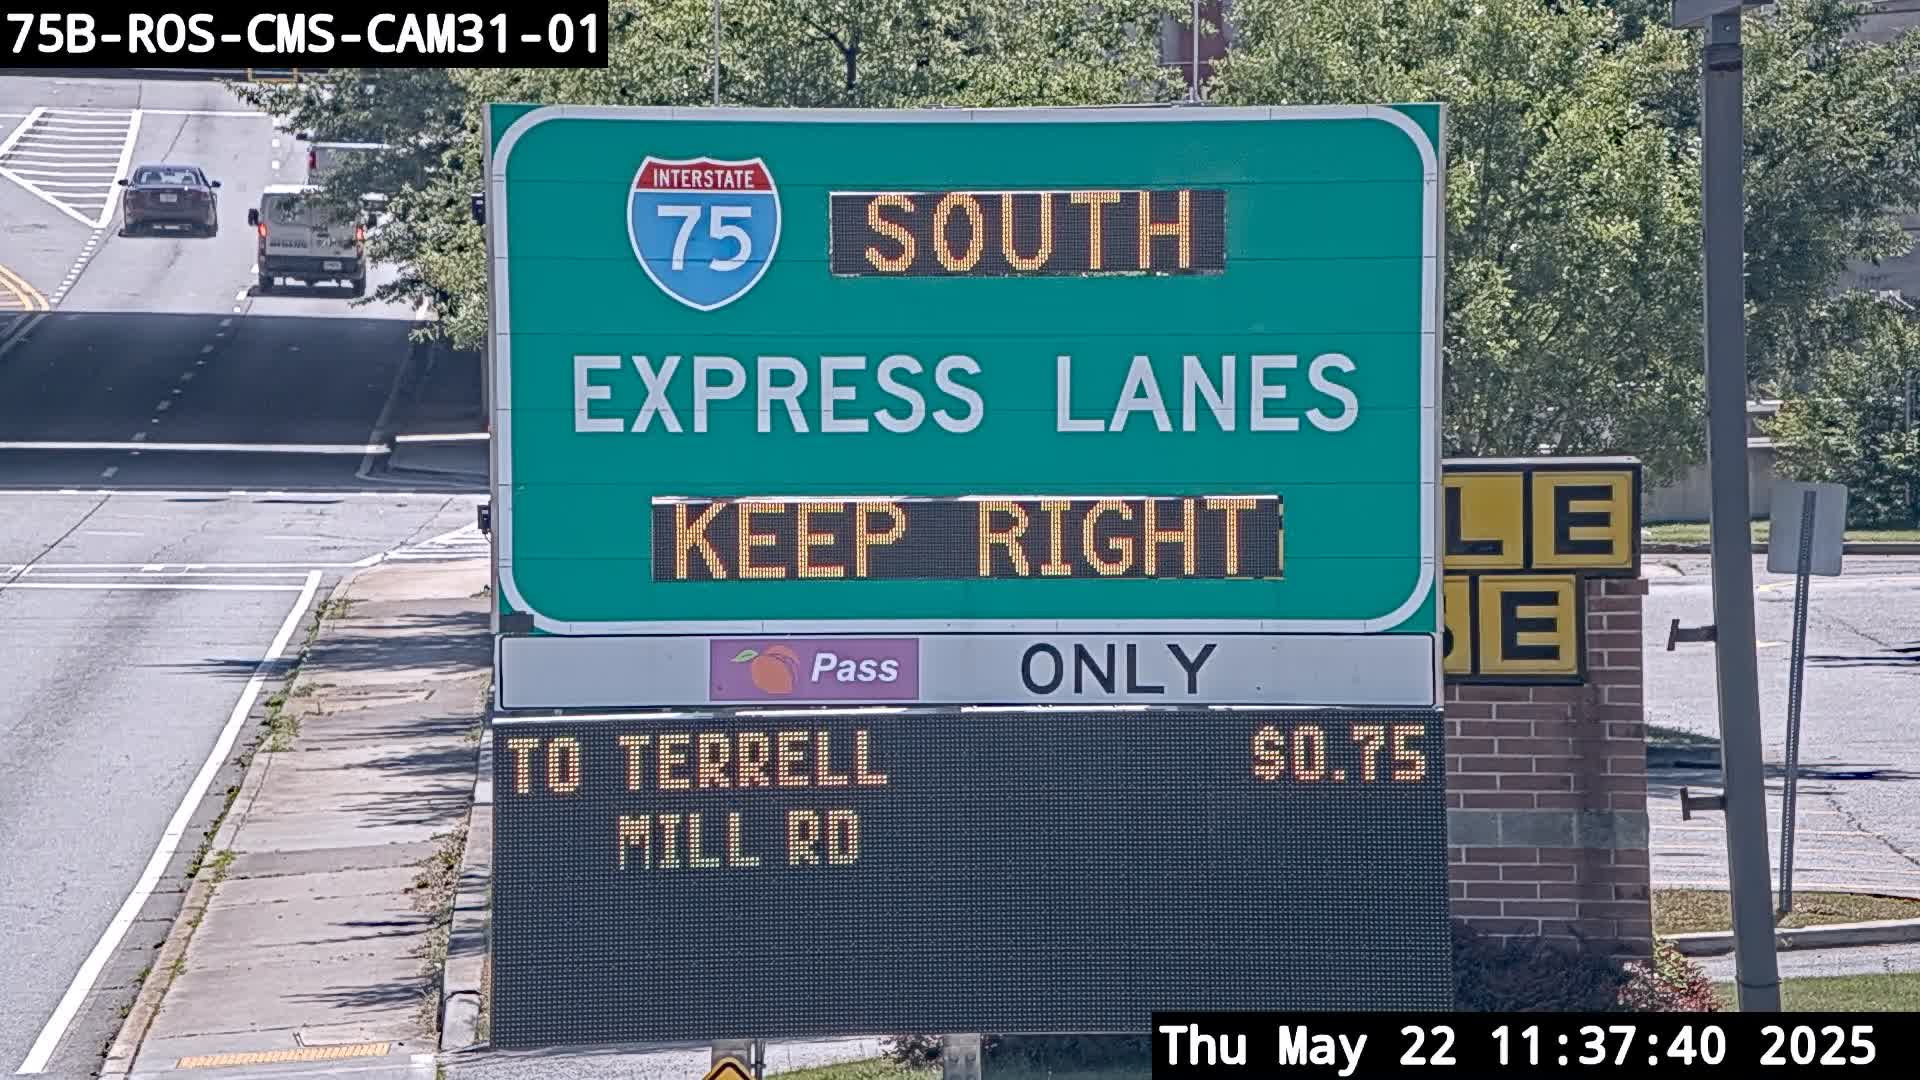 75B-ROS-CMS-CAM31-01
INTERSTATE
75
SOUTH
EXPRESS LANES
KEEP RIGHT
LE
E
Pass ONLY
TO TERRELL $0.75
MILL RD
Thu May 22 11:37:40 2025